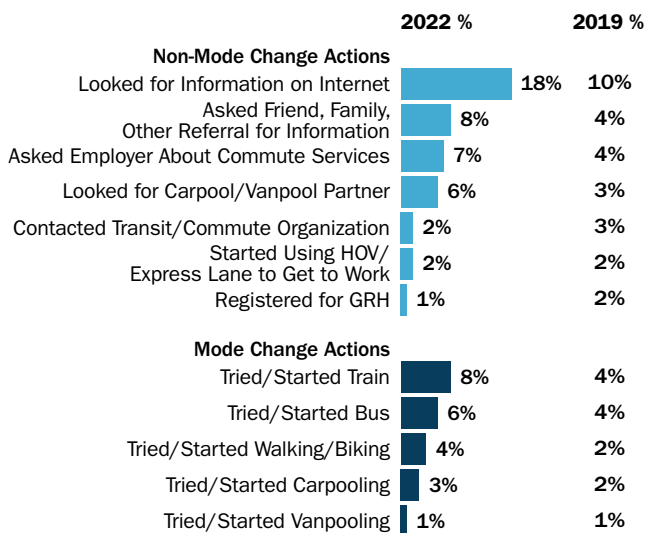 2022 % 2019 %
Non-Mode Change Actions
Looked for Information on Internet 18% 10%
Asked Friend, Family,
Other Referral for Information 8% 4%
Asked Employer About Commute Services 7% 4%
Looked for Carpool/Vanpool Partner 6% 3%
Contacted Transit/Commute Organization 2% 3%
Started Using HOV/
Express Lane to Get to Work 2% 2%
Registered for GRH 1% 2%
Mode Change Actions
Tried/Started Train 8% 4%
Tried/Started Bus 6% 4%
Tried/Started Walking/Biking 4% 2%
Tried/Started Carpooling 3% 2%
Tried/Started Vanpooling 1% 1%